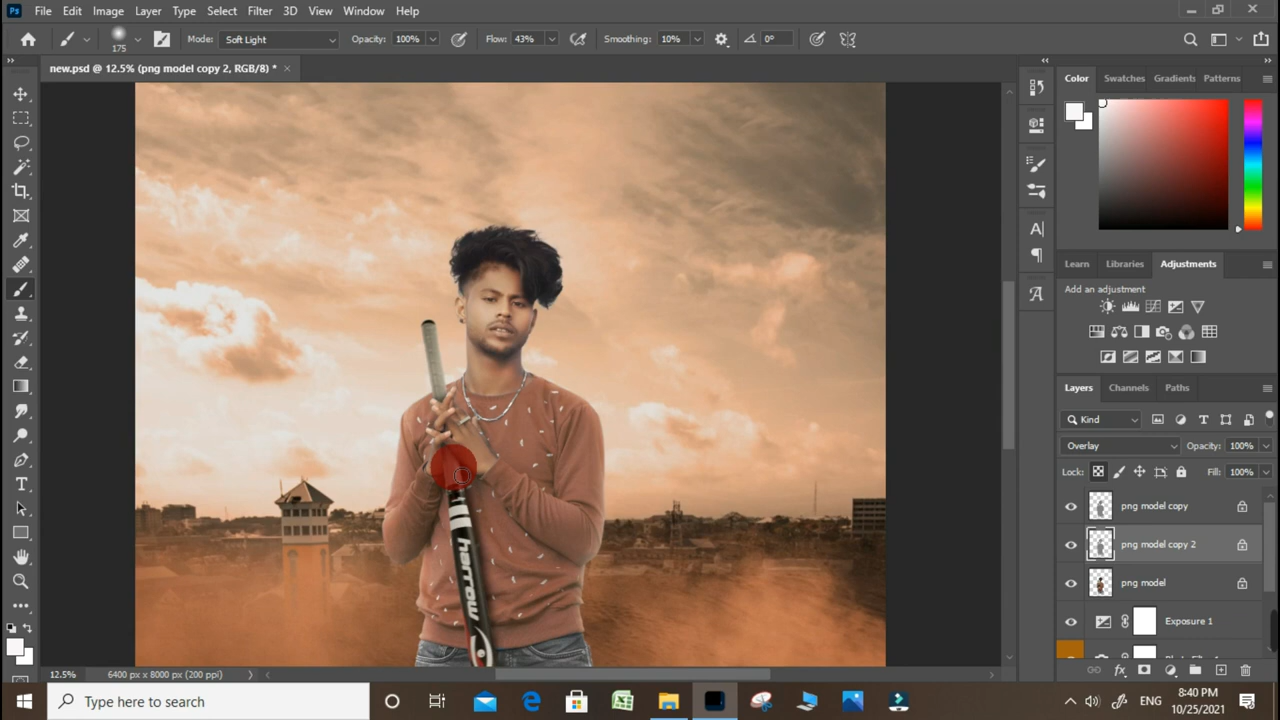 Ps File Edit Image Layer Type Select Filter 3D View Window Help
175 Mode: Soft Light Opacity: 100% Flow: 43% Smoothing: 10% 0°
new.psd @ 12.5% (png model copy 2, RGB/8) * ×
Color Swatches Gradients Patterns
Learn Libraries Adjustments
Add an adjustment
Layers Channels Paths
Kind
Overlay Opacity: 100%
Lock: Fill: 100%
png model copy
png model copy 2
png model
Exposure 1
harrow
12.5% 6400 px x 8000 px (200 ppi)
Type here to search
ENG
8:40 PM
10/25/2021